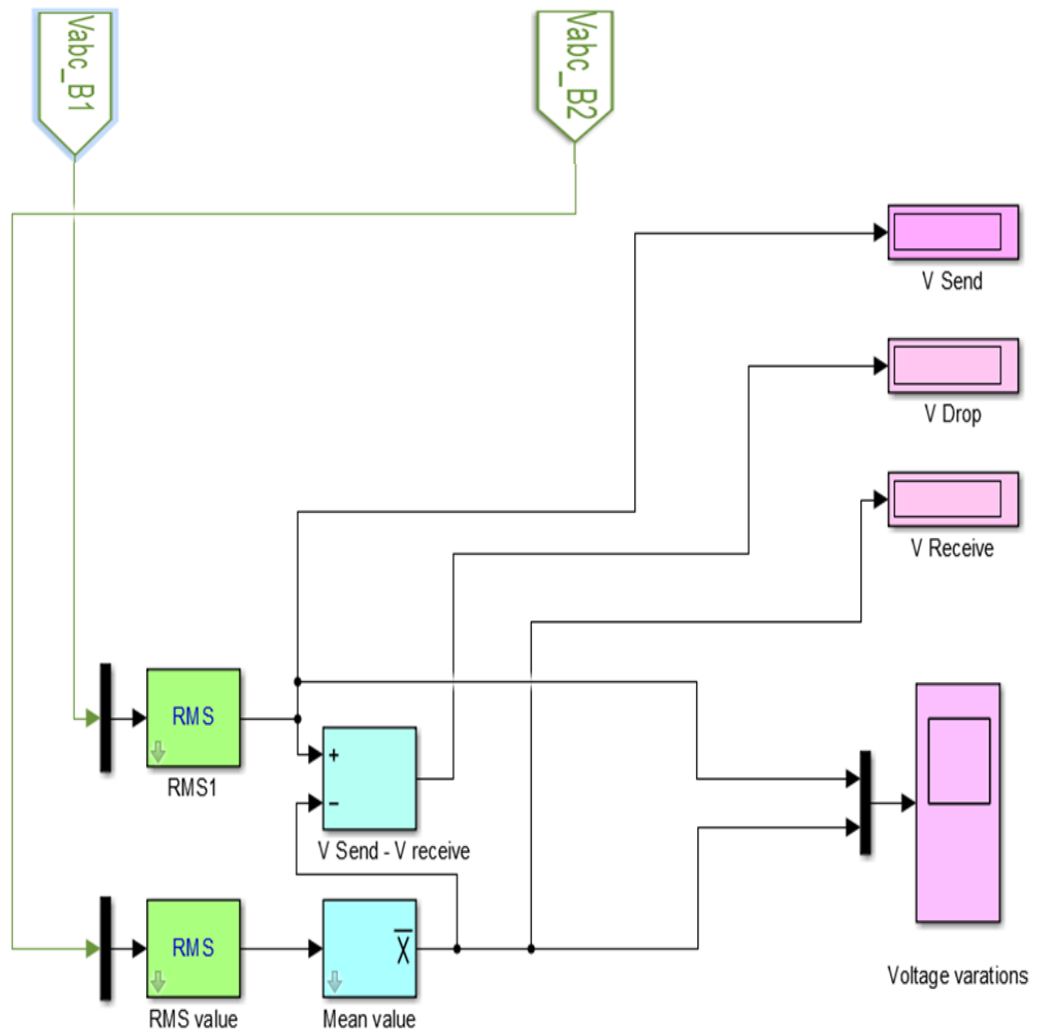 Vabc_B1
Vabc_B2
V Send
V Drop
V Receive
RMS
RMS1
+
−
V Send - V receive
RMS
RMS value
x̄
Mean value
Voltage varations